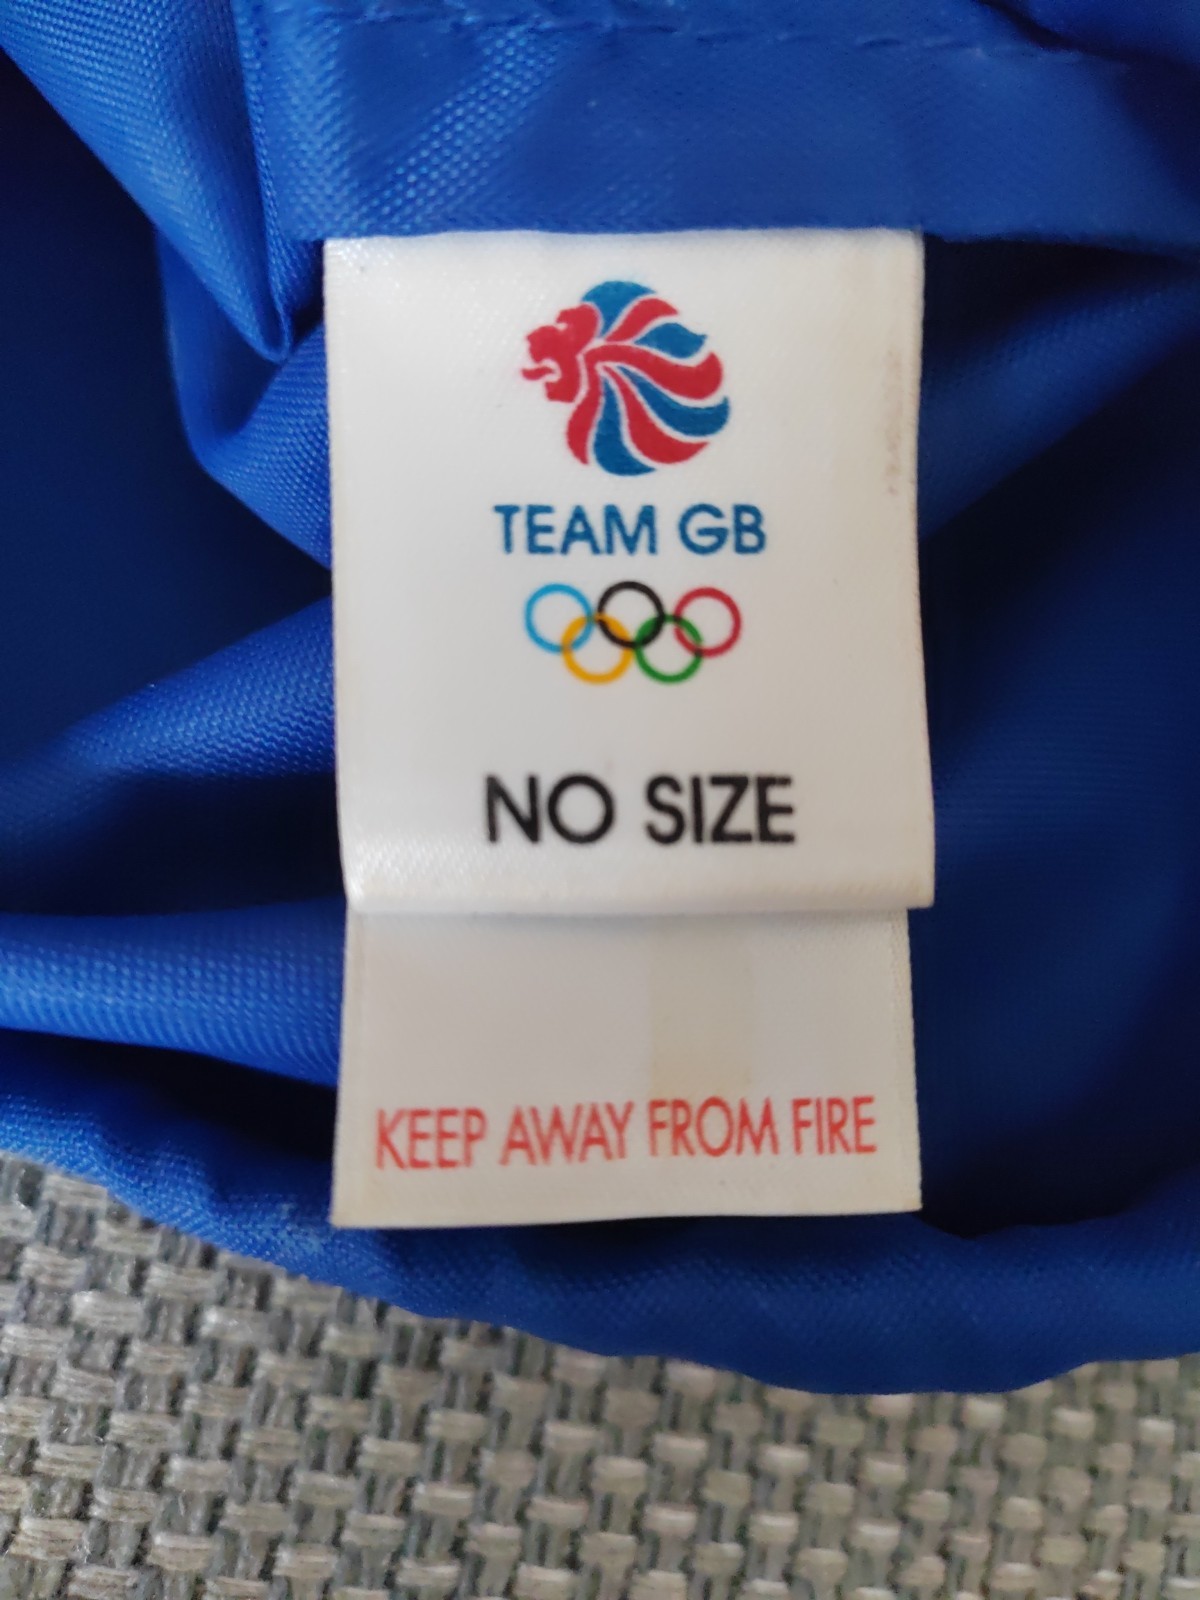 TEAM GB
NO SIZE
KEEP AWAY FROM FIRE